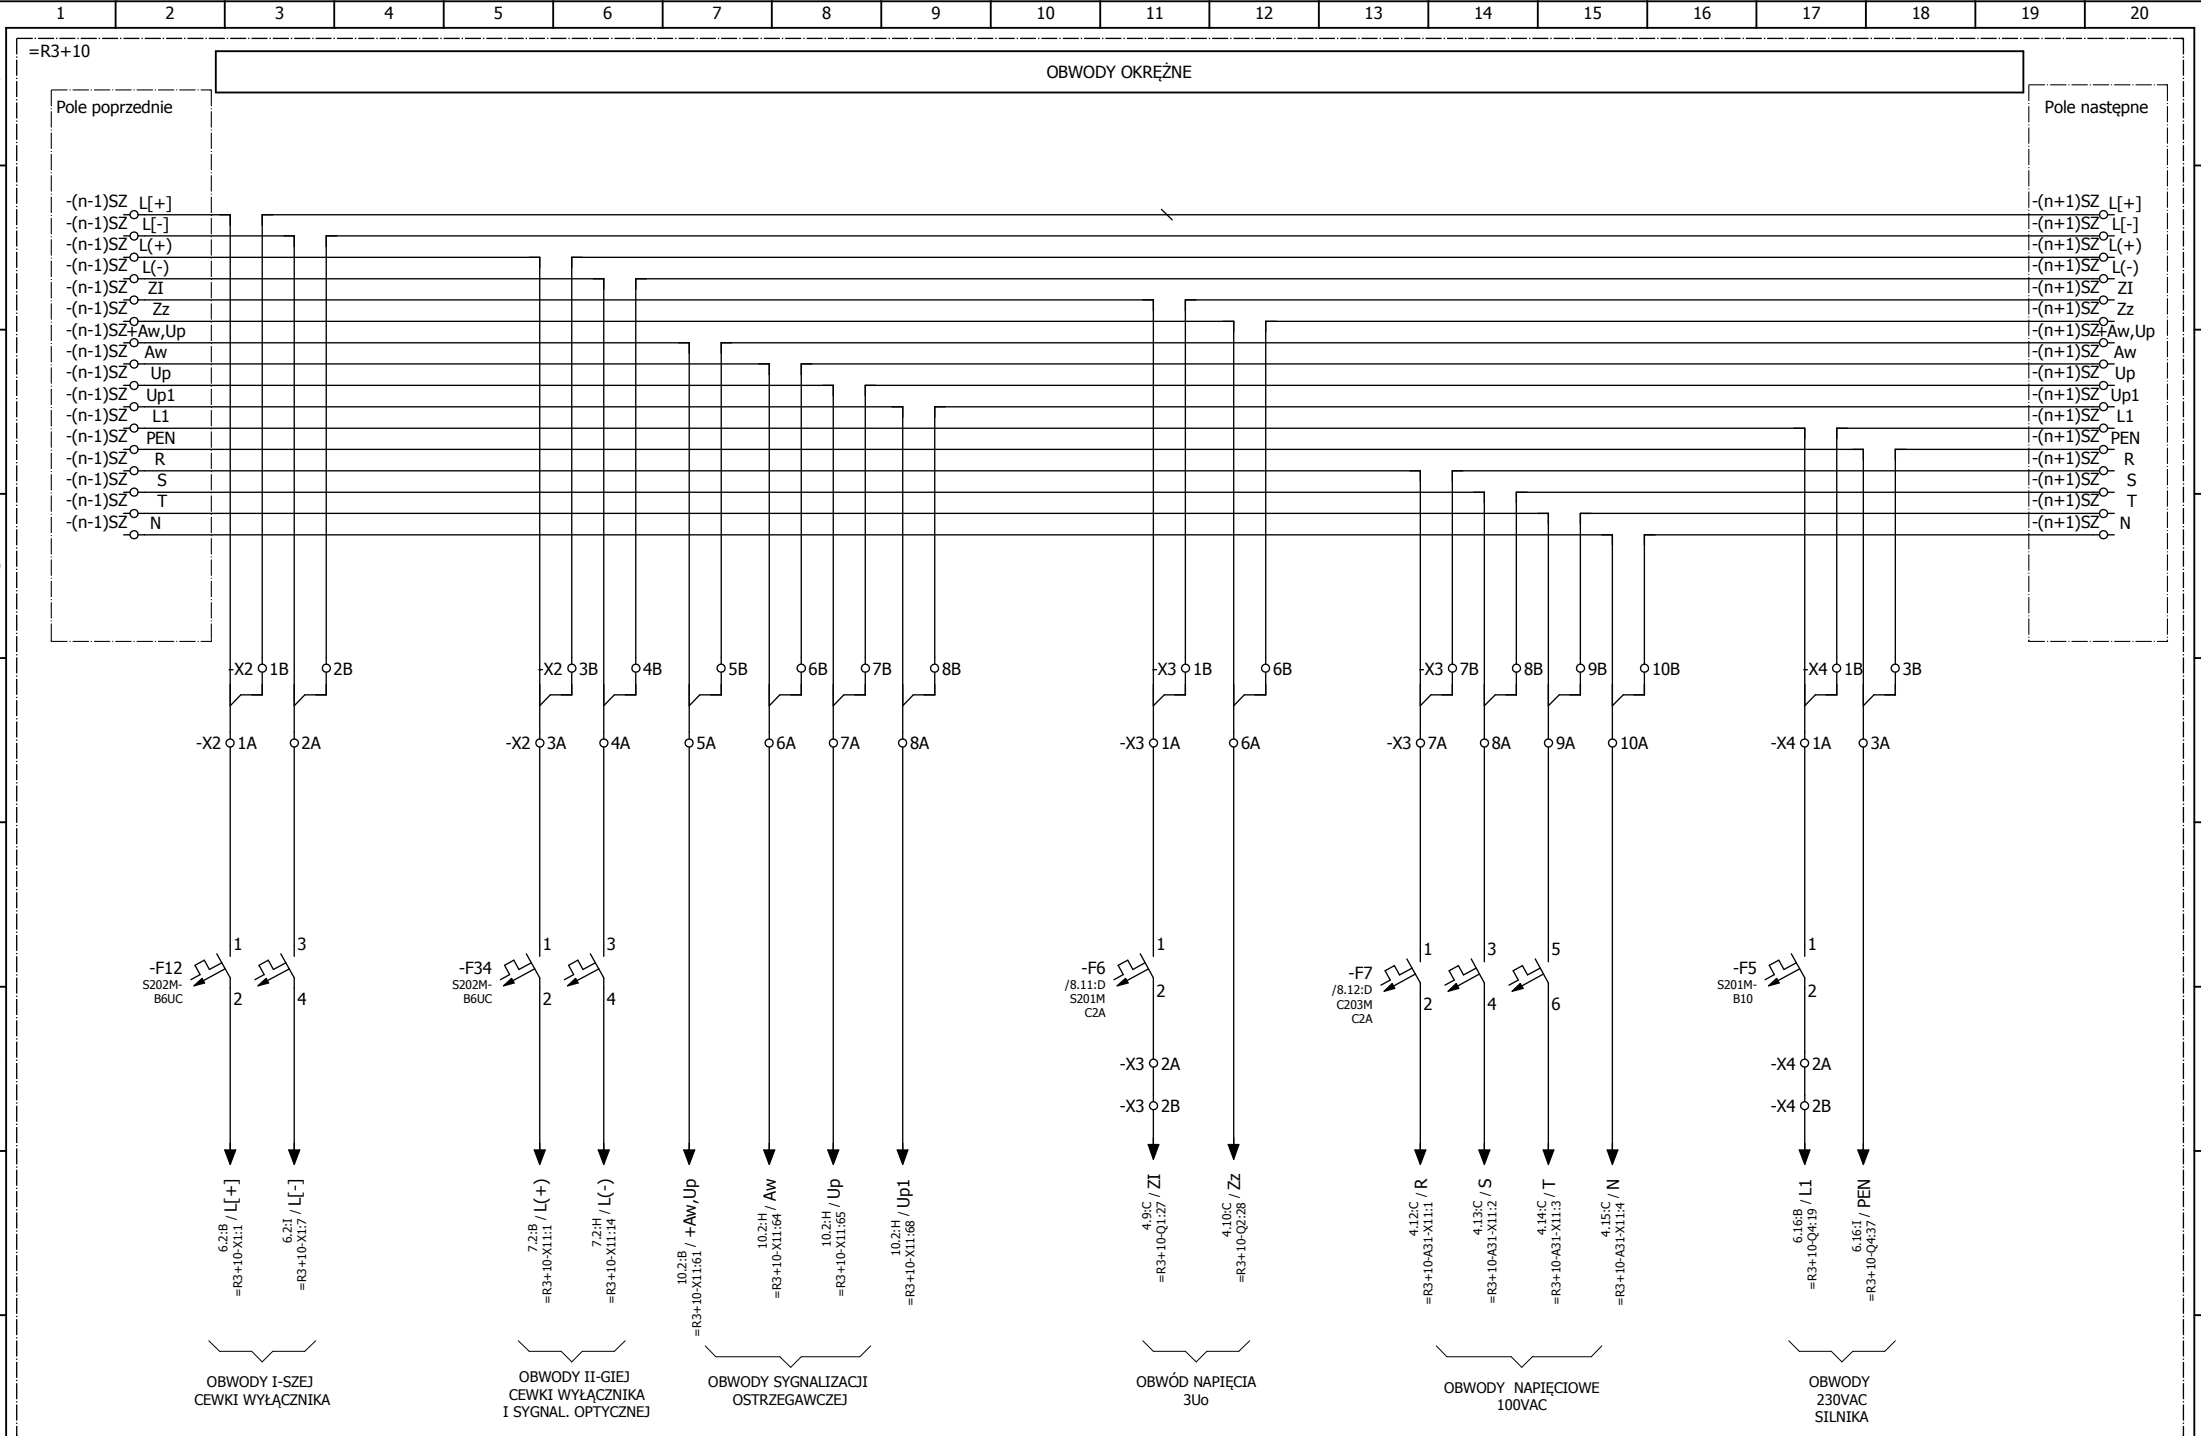 1 2 3 4 5 6 7 8 9 10 11 12 13 14 15 16 17 18 19 20
=R3+10
OBWODY OKRĘŻNE
Pole poprzednie
Pole następne
-(n-1)SZ L[+]
-(n-1)SZ L[-]
-(n-1)SZ L(+)
-(n-1)SZ L(-)
-(n-1)SZ ZI
-(n-1)SZ Zz
-(n-1)SZ+Aw,Up
-(n-1)SZ Aw
-(n-1)SZ Up
-(n-1)SZ Up1
-(n-1)SZ L1
-(n-1)SZ PEN
-(n-1)SZ R
-(n-1)SZ S
-(n-1)SZ T
-(n-1)SZ N
-(n+1)SZ L[+]
-(n+1)SZ L[-]
-(n+1)SZ L(+)
-(n+1)SZ L(-)
-(n+1)SZ ZI
-(n+1)SZ Zz
-(n+1)SZ+Aw,Up
-(n+1)SZ Aw
-(n+1)SZ Up
-(n+1)SZ Up1
-(n+1)SZ L1
-(n+1)SZ PEN
-(n+1)SZ R
-(n+1)SZ S
-(n+1)SZ T
-(n+1)SZ N
-X2 1B 2B -X2 3B 4B 5B 6B 7B 8B -X3 1B 6B -X3 7B 8B 9B 10B -X4 1B 3B
-X2 1A 2A -X2 3A 4A 5A 6A 7A 8A -X3 1A 6A -X3 7A 8A 9A 10A -X4 1A 3A
-F12
S202M-
B6UC
1 2 3 4
-F34
S202M-
B6UC
1 2 3 4
-F6
/8.11:D
S201M
C2A
1 2
-F7
/8.12:D
C203M
C2A
1 2 3 4 5 6
-F5
S201M-
B10
1 2
-X3 2A
-X3 2B
-X4 2A
-X4 2B
6.2:B / L[+]
=R3+10-X1:1
6.2:I / L[-]
=R3+10-X1:7
7.2:B / L(+)
=R3+10-X11:1
7.2:H / L(-)
=R3+10-X11:14
10.2:B / +Aw,Up
=R3+10-X11:61
10.2:H / Aw
=R3+10-X11:64
10.2:H / Up
=R3+10-X11:65
10.2:H / Up1
=R3+10-X11:68
4.9:C / ZI
=R3+10-Q1:27
4.10:C / Zz
=R3+10-Q2:28
4.12:C / R
=R3+10-A31-X11:1
4.13:C / S
=R3+10-A31-X11:2
4.14:C / T
=R3+10-A31-X11:3
4.15:C / N
=R3+10-A31-X11:4
6.16:B / L1
=R3+10-Q4:19
6.16:I / PEN
=R3+10-Q4:37
OBWODY I-SZEJ
CEWKI WYŁĄCZNIKA
OBWODY II-GIEJ
CEWKI WYŁĄCZNIKA
I SYGNAL. OPTYCZNEJ
OBWODY SYGNALIZACJI
OSTRZEGAWCZEJ
OBWÓD NAPIĘCIA
3Uo
OBWODY NAPIĘCIOWE
100VAC
OBWODY
230VAC
SILNIKA